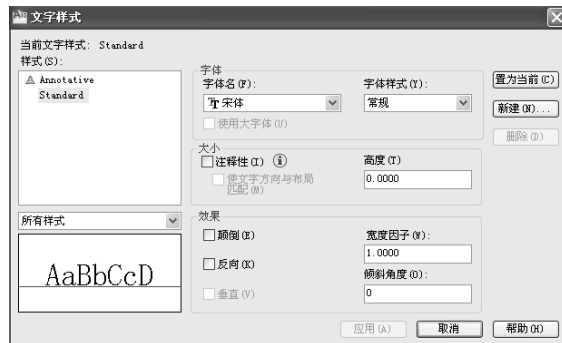 文字样式
当前文字样式: Standard
样式(S):
Annotative
Standard
字体
字体名(F):
宋体
使用大字体(U)
字体样式(Y):
常规
置为当前(C)
新建(N)...
删除(D)
大小
注释性(I)
使文字方向与布局
匹配(M)
高度(T)
0.0000
所有样式
AaBbCcD
效果
颠倒(E)
反向(K)
垂直(V)
宽度因子(W):
1.0000
倾斜角度(O):
0
应用(A)
取消
帮助(H)